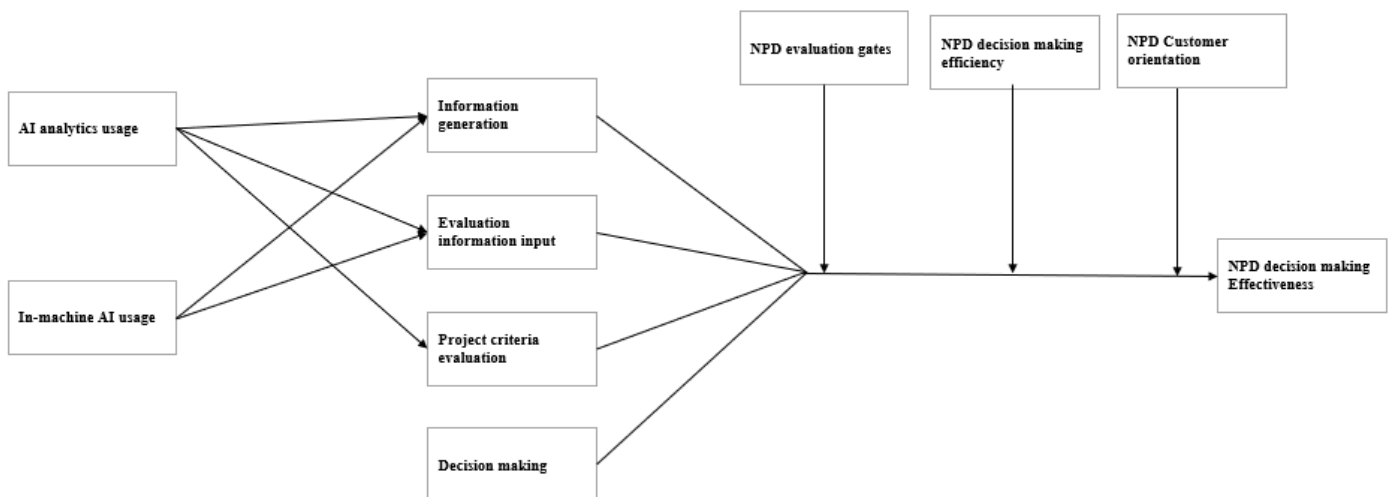 NPD evaluation gates
NPD decision making
efficiency
NPD Customer
orientation
AI analytics usage
Information
generation
Evaluation
information input
In-machine AI usage
Project criteria
evaluation
Decision making
NPD decision making
Effectiveness